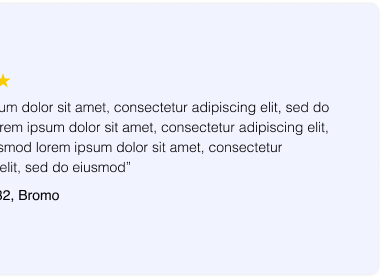 um dolor sit amet, consectetur adipiscing elit, sed do
rem ipsum dolor sit amet, consectetur adipiscing elit,
smod lorem ipsum dolor sit amet, consectetur
elit, sed do eiusmod”
32, Bromo